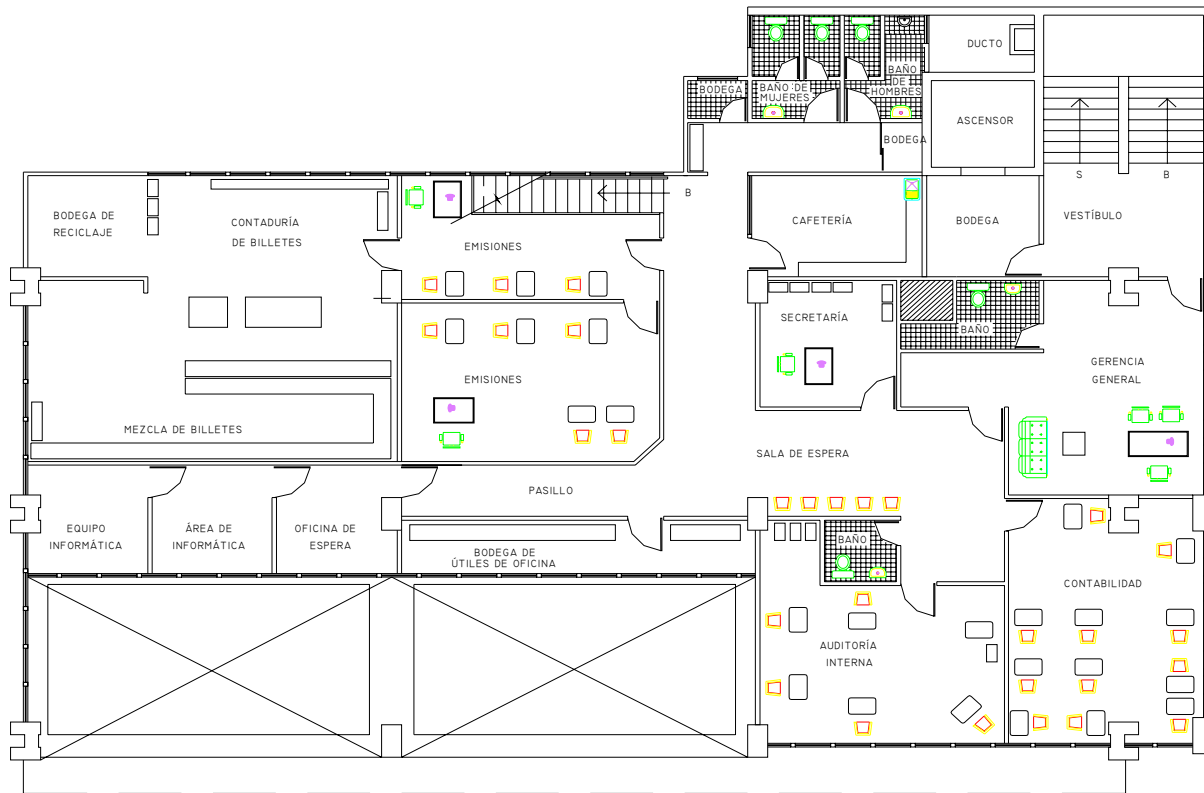 DUCTO
BAÑO
DE
HOMBRES
BODEGA
BAÑO DE
MUJERES
ASCENSOR
BODEGA
S
B
B
BODEGA DE
RECICLAJE
CONTADURÍA
DE BILLETES
EMISIONES
CAFETERÍA
BODEGA
VESTÍBULO
SECRETARÍA
BAÑO
GERENCIA
GENERAL
EMISIONES
MEZCLA DE BILLETES
SALA DE ESPERA
PASILLO
EQUIPO
INFORMÁTICA
ÁREA DE
INFORMÁTICA
OFICINA DE
ESPERA
BODEGA DE
ÚTILES DE OFICINA
BAÑO
CONTABILIDAD
AUDITORÍA
INTERNA